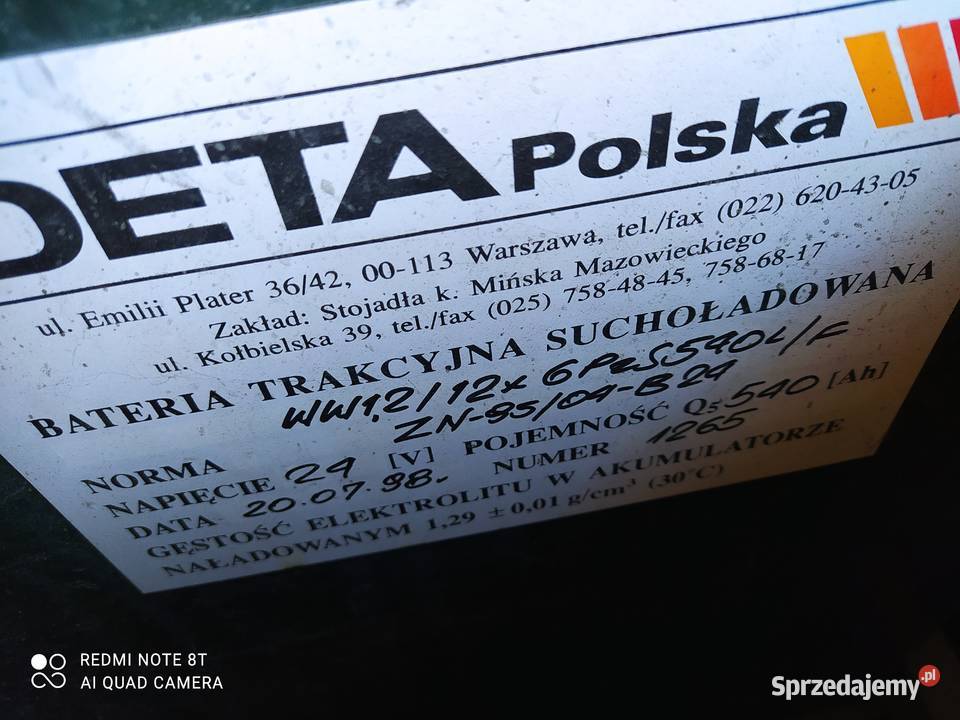 DETA Polska
ul. Emilii Plater 36/42, 00-113 Warszawa, tel./fax (022) 620-43-05
Zakład: Stojadła k. Mińska Mazowieckiego
ul. Kołbielska 39, tel./fax (025) 758-48-45, 758-68-17
BATERIA TRAKCYJNA SUCHOŁADOWANA
WW1,2/12x 6PzS540L/F
NORMA ZN-95/04-B24
NAPIĘCIE 24 [V] POJEMNOŚĆ Q5 540 [Ah]
DATA 20.07.98. NUMER 1265
GĘSTOŚĆ ELEKTROLITU W AKUMULATORZE
NAŁADOWANYM 1,29 ± 0,01 g/cm³ (30°C)
REDMI NOTE 8T
AI QUAD CAMERA
Sprzedajemy.pl